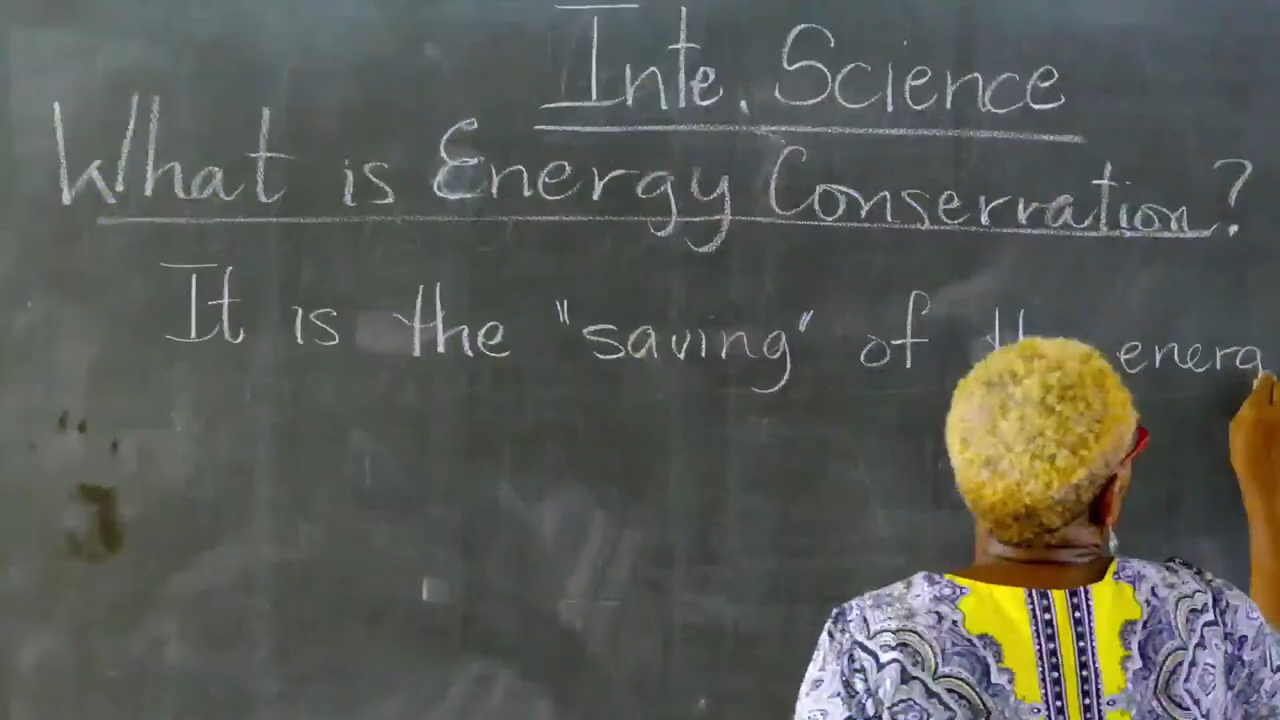 Inte. Science
What is Energy Conservation?
It is the "saving" of energ